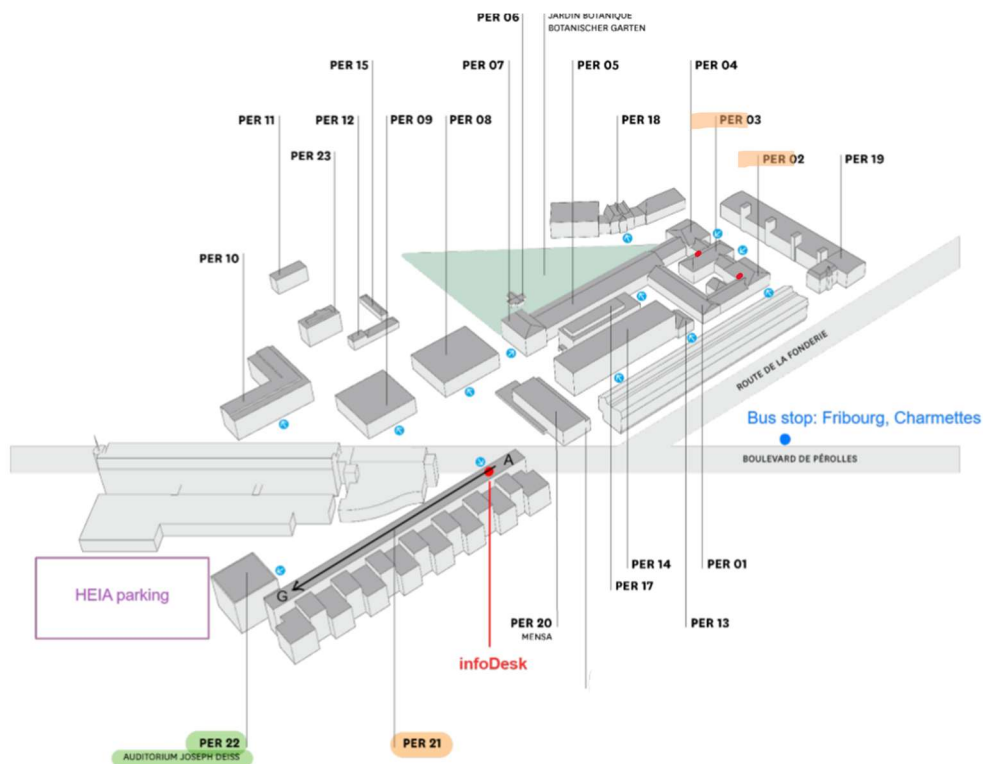 PER 06
JARDIN BOTANIQUE
BOTANISCHER GARTEN
PER 15
PER 07
PER 05
PER 04
PER 11
PER 12
PER 09
PER 08
PER 18
PER 03
PER 23
PER 02
PER 19
PER 10
ROUTE DE LA FONDERIE
Bus stop: Fribourg, Charmettes
BOULEVARD DE PÉROLLES
A
PER 14
PER 01
HEIA parking
G
PER 17
PER 20
MENSA
PER 13
infoDesk
PER 22
AUDITORIUM JOSEPH DEISS
PER 21